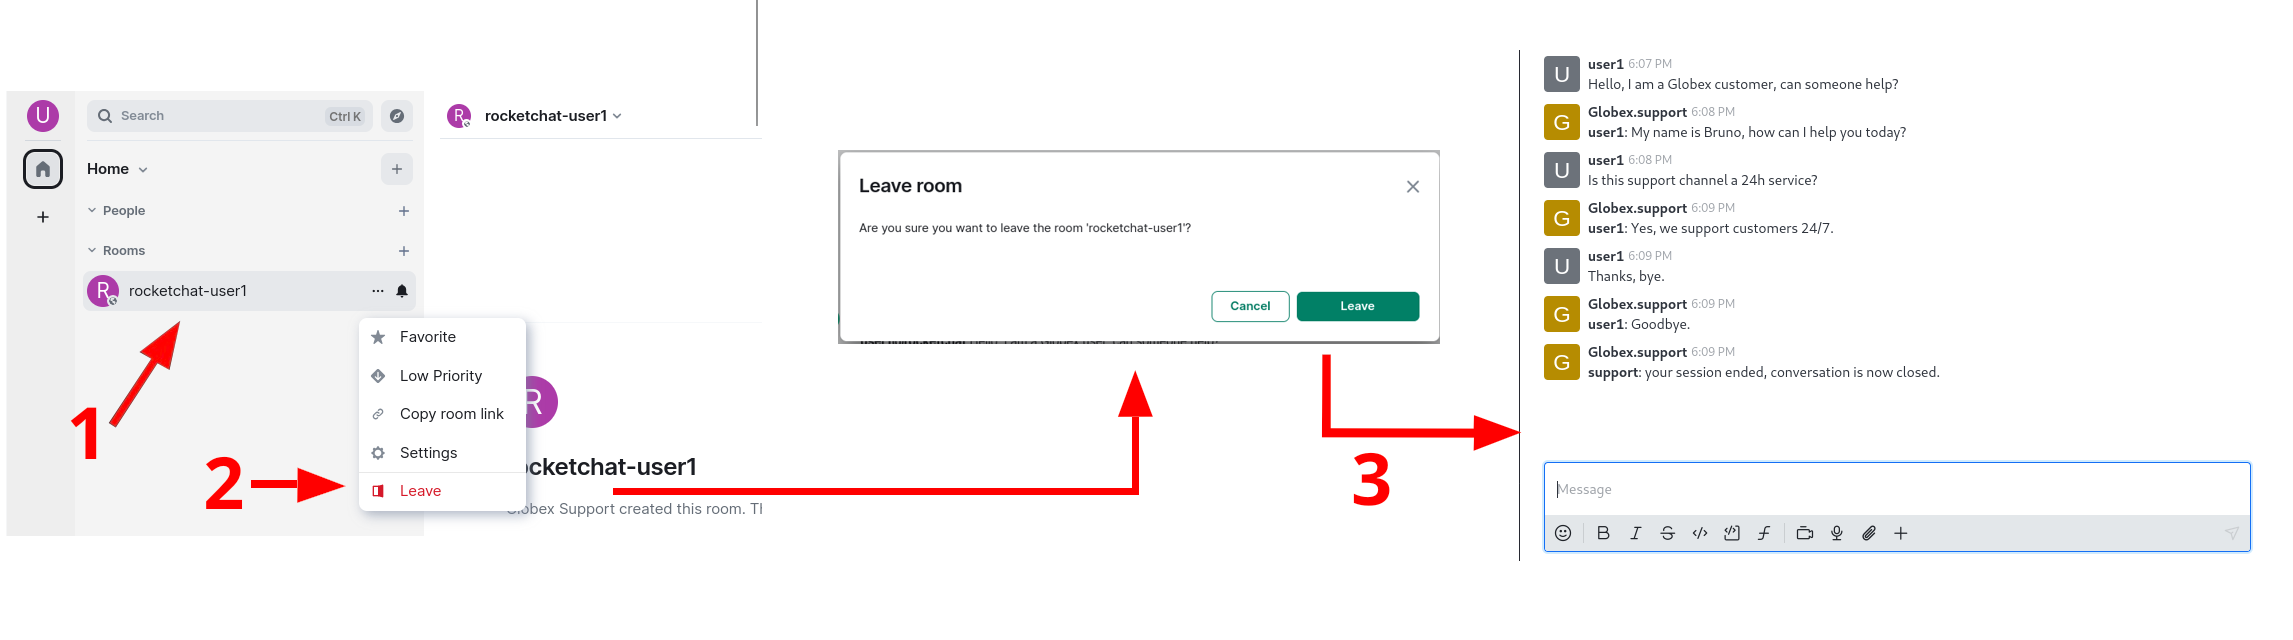 U
Search
Ctrl K
Home
People
Rooms
R
rocketchat-user1
Favorite
Low Priority
Copy room link
Settings
Leave
1
2
R
rocketchat-user1
R
ocketchat-user1
Globex Support created this room.
Leave room
Are you sure you want to leave the room 'rocketchat-user1'?
Cancel
Leave
3
U
user1 6:07 PM
Hello, I am a Globex customer, can someone help?
G
Globex.support 6:08 PM
user1: My name is Bruno, how can I help you today?
U
user1 6:08 PM
Is this support channel a 24h service?
G
Globex.support 6:09 PM
user1: Yes, we support customers 24/7.
U
user1 6:09 PM
Thanks, bye.
G
Globex.support 6:09 PM
user1: Goodbye.
G
Globex.support 6:09 PM
support: your session ended, conversation is now closed.
Message